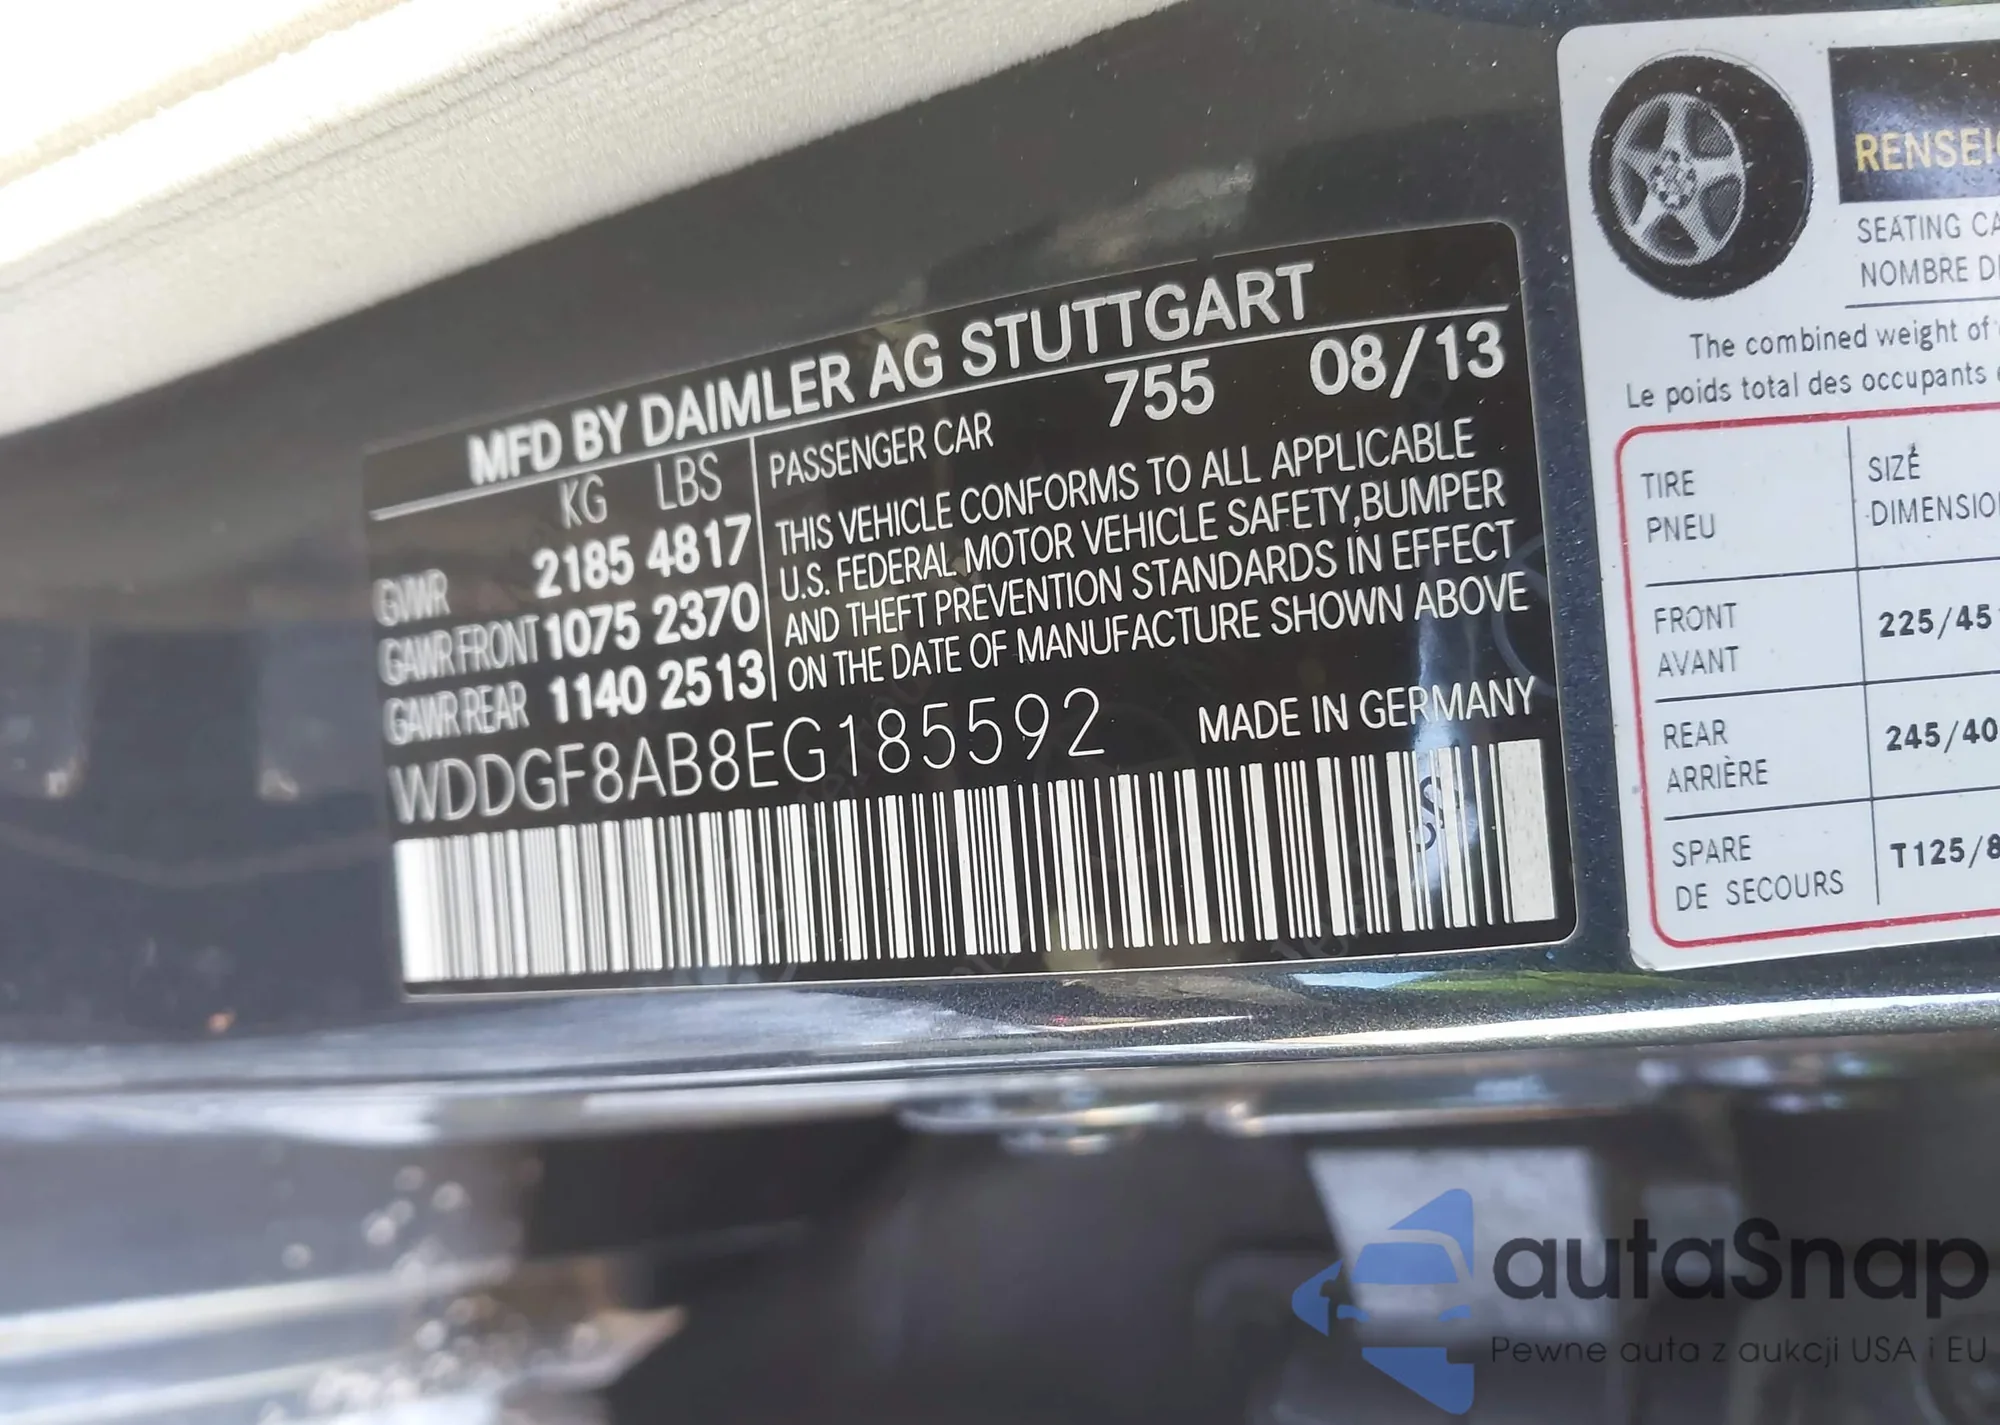 MFD BY DAIMLER AG STUTTGART
KG LBS
GVWR 2185 4817
GAWR FRONT 1075 2370
GAWR REAR 1140 2513
PASSENGER CAR 755 08/13
THIS VEHICLE CONFORMS TO ALL APPLICABLE
U.S. FEDERAL MOTOR VEHICLE SAFETY,BUMPER
AND THEFT PREVENTION STANDARDS IN EFFECT
ON THE DATE OF MANUFACTURE SHOWN ABOVE
WDDGF8AB8EG185592 MADE IN GERMANY
RENSEI
SEATING CA
NOMBRE D
The combined weight of
Le poids total des occupants
TIRE SIZE
PNEU DIMENSIO
FRONT 225/45
AVANT
REAR 245/40
ARRIÈRE
SPARE T125/8
DE SECOURS
autaSnap
Pewne auta z aukcji USA i EU